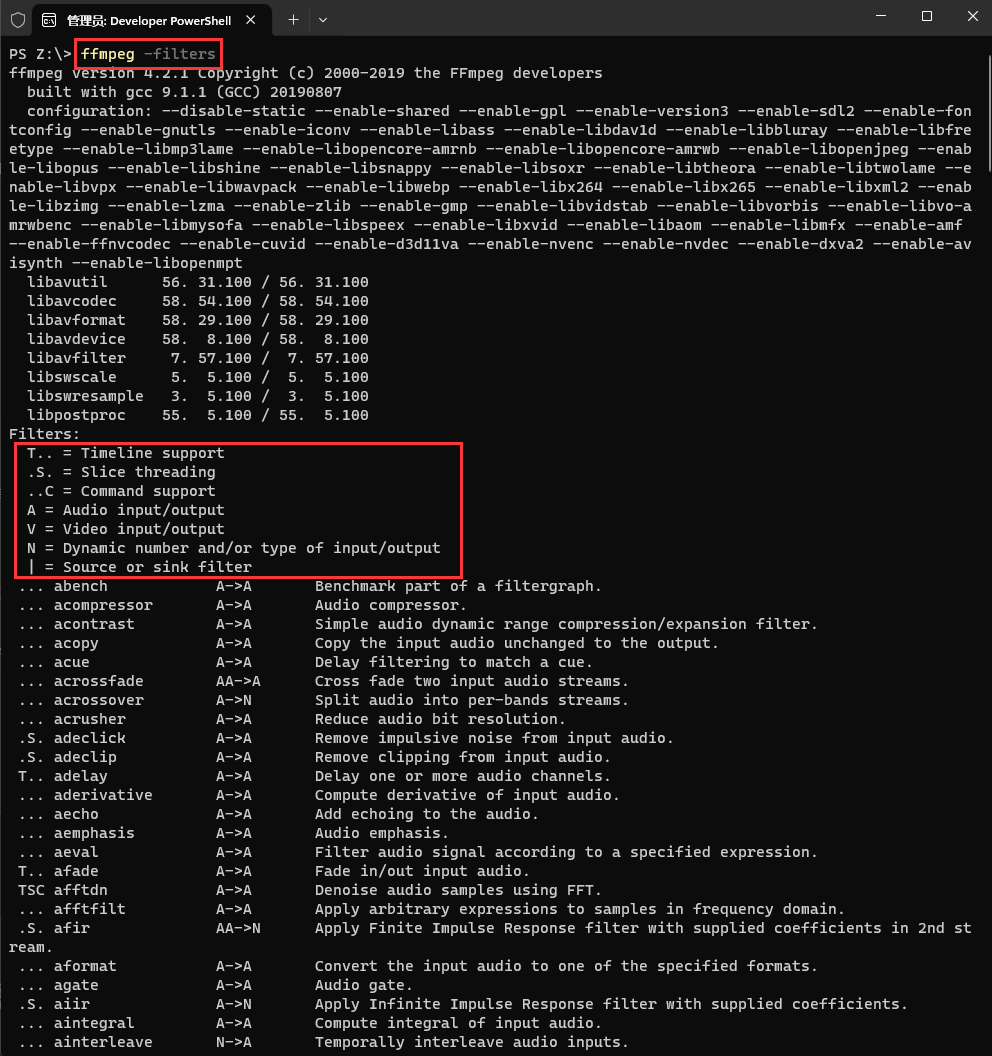 管理员: Developer PowerShell
PS Z:\> ffmpeg -filters
ffmpeg version 4.2.1 Copyright (c) 2000-2019 the FFmpeg developers
  built with gcc 9.1.1 (GCC) 20190807
  configuration: --disable-static --enable-shared --enable-gpl --enable-version3 --enable-sdl2 --enable-fon
tconfig --enable-gnutls --enable-iconv --enable-libass --enable-libdav1d --enable-libbluray --enable-libfre
etype --enable-libmp3lame --enable-libopencore-amrnb --enable-libopencore-amrwb --enable-libopenjpeg --enab
le-libopus --enable-libshine --enable-libsnappy --enable-libsoxr --enable-libtheora --enable-libtwolame --e
nable-libvpx --enable-libwavpack --enable-libwebp --enable-libx264 --enable-libx265 --enable-libxml2 --enab
le-libzimg --enable-lzma --enable-zlib --enable-gmp --enable-libvidstab --enable-libvorbis --enable-libvo-a
mrwbenc --enable-libmysofa --enable-libspeex --enable-libxvid --enable-libaom --enable-libmfx --enable-amf
--enable-ffnvcodec --enable-cuvid --enable-d3d11va --enable-nvenc --enable-nvdec --enable-dxva2 --enable-av
isynth --enable-libopenmpt
  libavutil      56. 31.100 / 56. 31.100
  libavcodec     58. 54.100 / 58. 54.100
  libavformat    58. 29.100 / 58. 29.100
  libavdevice    58.  8.100 / 58.  8.100
  libavfilter     7. 57.100 /  7. 57.100
  libswscale      5.  5.100 /  5.  5.100
  libswresample   3.  5.100 /  3.  5.100
  libpostproc    55.  5.100 / 55.  5.100
Filters:
  T.. = Timeline support
  .S. = Slice threading
  ..C = Command support
  A = Audio input/output
  V = Video input/output
  N = Dynamic number and/or type of input/output
  | = Source or sink filter
 ... abench            A->A       Benchmark part of a filtergraph.
 ... acompressor       A->A       Audio compressor.
 ... acontrast         A->A       Simple audio dynamic range compression/expansion filter.
 ... acopy             A->A       Copy the input audio unchanged to the output.
 ... acue              A->A       Delay filtering to match a cue.
 ... acrossfade        AA->A      Cross fade two input audio streams.
 ... acrossover        A->N       Split audio into per-bands streams.
 ... acrusher          A->A       Reduce audio bit resolution.
 .S. adeclick          A->A       Remove impulsive noise from input audio.
 .S. adeclip           A->A       Remove clipping from input audio.
 T.. adelay            A->A       Delay one or more audio channels.
 ... aderivative       A->A       Compute derivative of input audio.
 ... aecho             A->A       Add echoing to the audio.
 ... aemphasis         A->A       Audio emphasis.
 ... aeval             A->A       Filter audio signal according to a specified expression.
 T.. afade             A->A       Fade in/out input audio.
 TSC afftdn            A->A       Denoise audio samples using FFT.
 ... afftfilt          A->A       Apply arbitrary expressions to samples in frequency domain.
 .S. afir              AA->N      Apply Finite Impulse Response filter with supplied coefficients in 2nd st
ream.
 ... aformat           A->A       Convert the input audio to one of the specified formats.
 ... agate             A->A       Audio gate.
 .S. aiir              A->N       Apply Infinite Impulse Response filter with supplied coefficients.
 ... aintegral         A->A       Compute integral of input audio.
 ... ainterleave       N->A       Temporally interleave audio inputs.